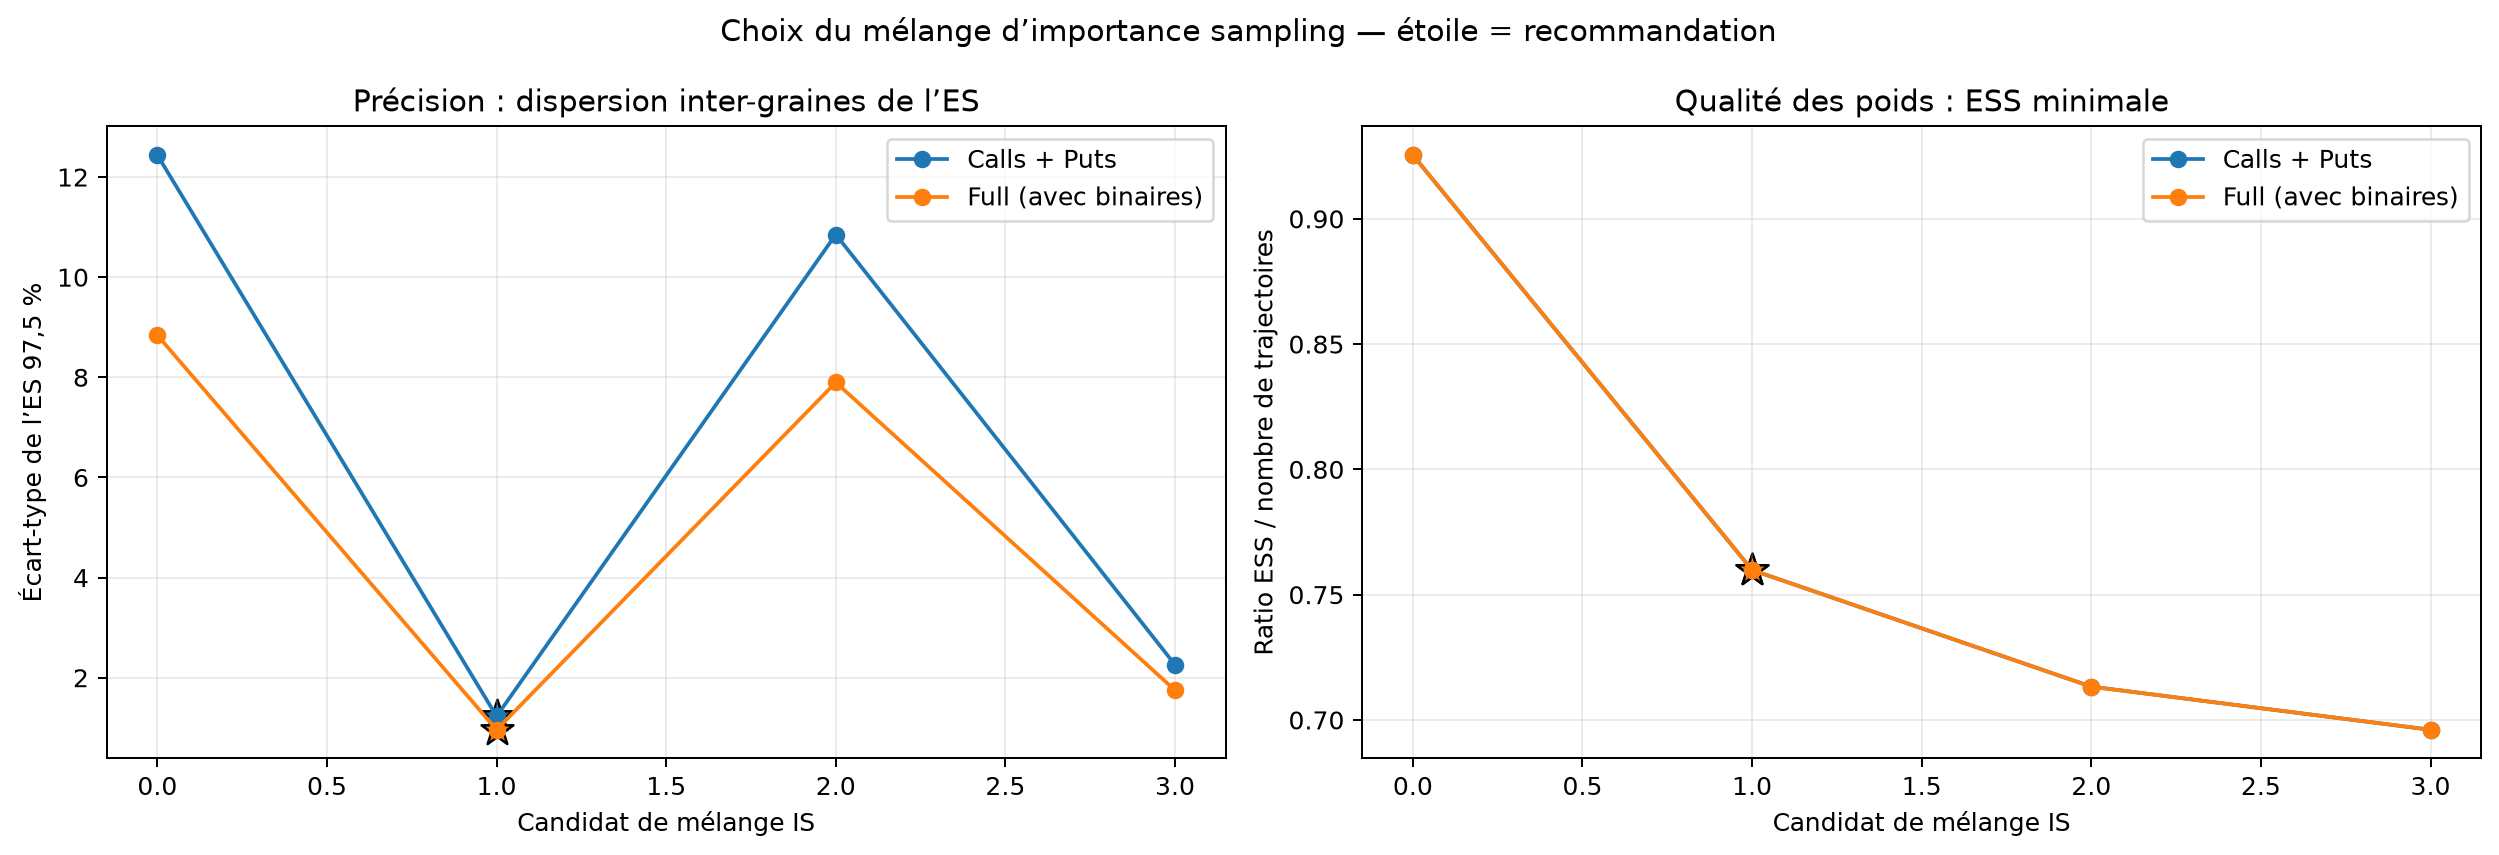 Choix du mélange d’importance sampling — étoile = recommandation
Précision : dispersion inter-graines de l’ES
Écart-type de l’ES 97,5 %
12
10
8
6
4
2
Calls + Puts
Full (avec binaires)
0.0 0.5 1.0 1.5 2.0 2.5 3.0
Candidat de mélange IS
Qualité des poids : ESS minimale
Ratio ESS / nombre de trajectoires
0.90
0.85
0.80
0.75
0.70
Calls + Puts
Full (avec binaires)
0.0 0.5 1.0 1.5 2.0 2.5 3.0
Candidat de mélange IS